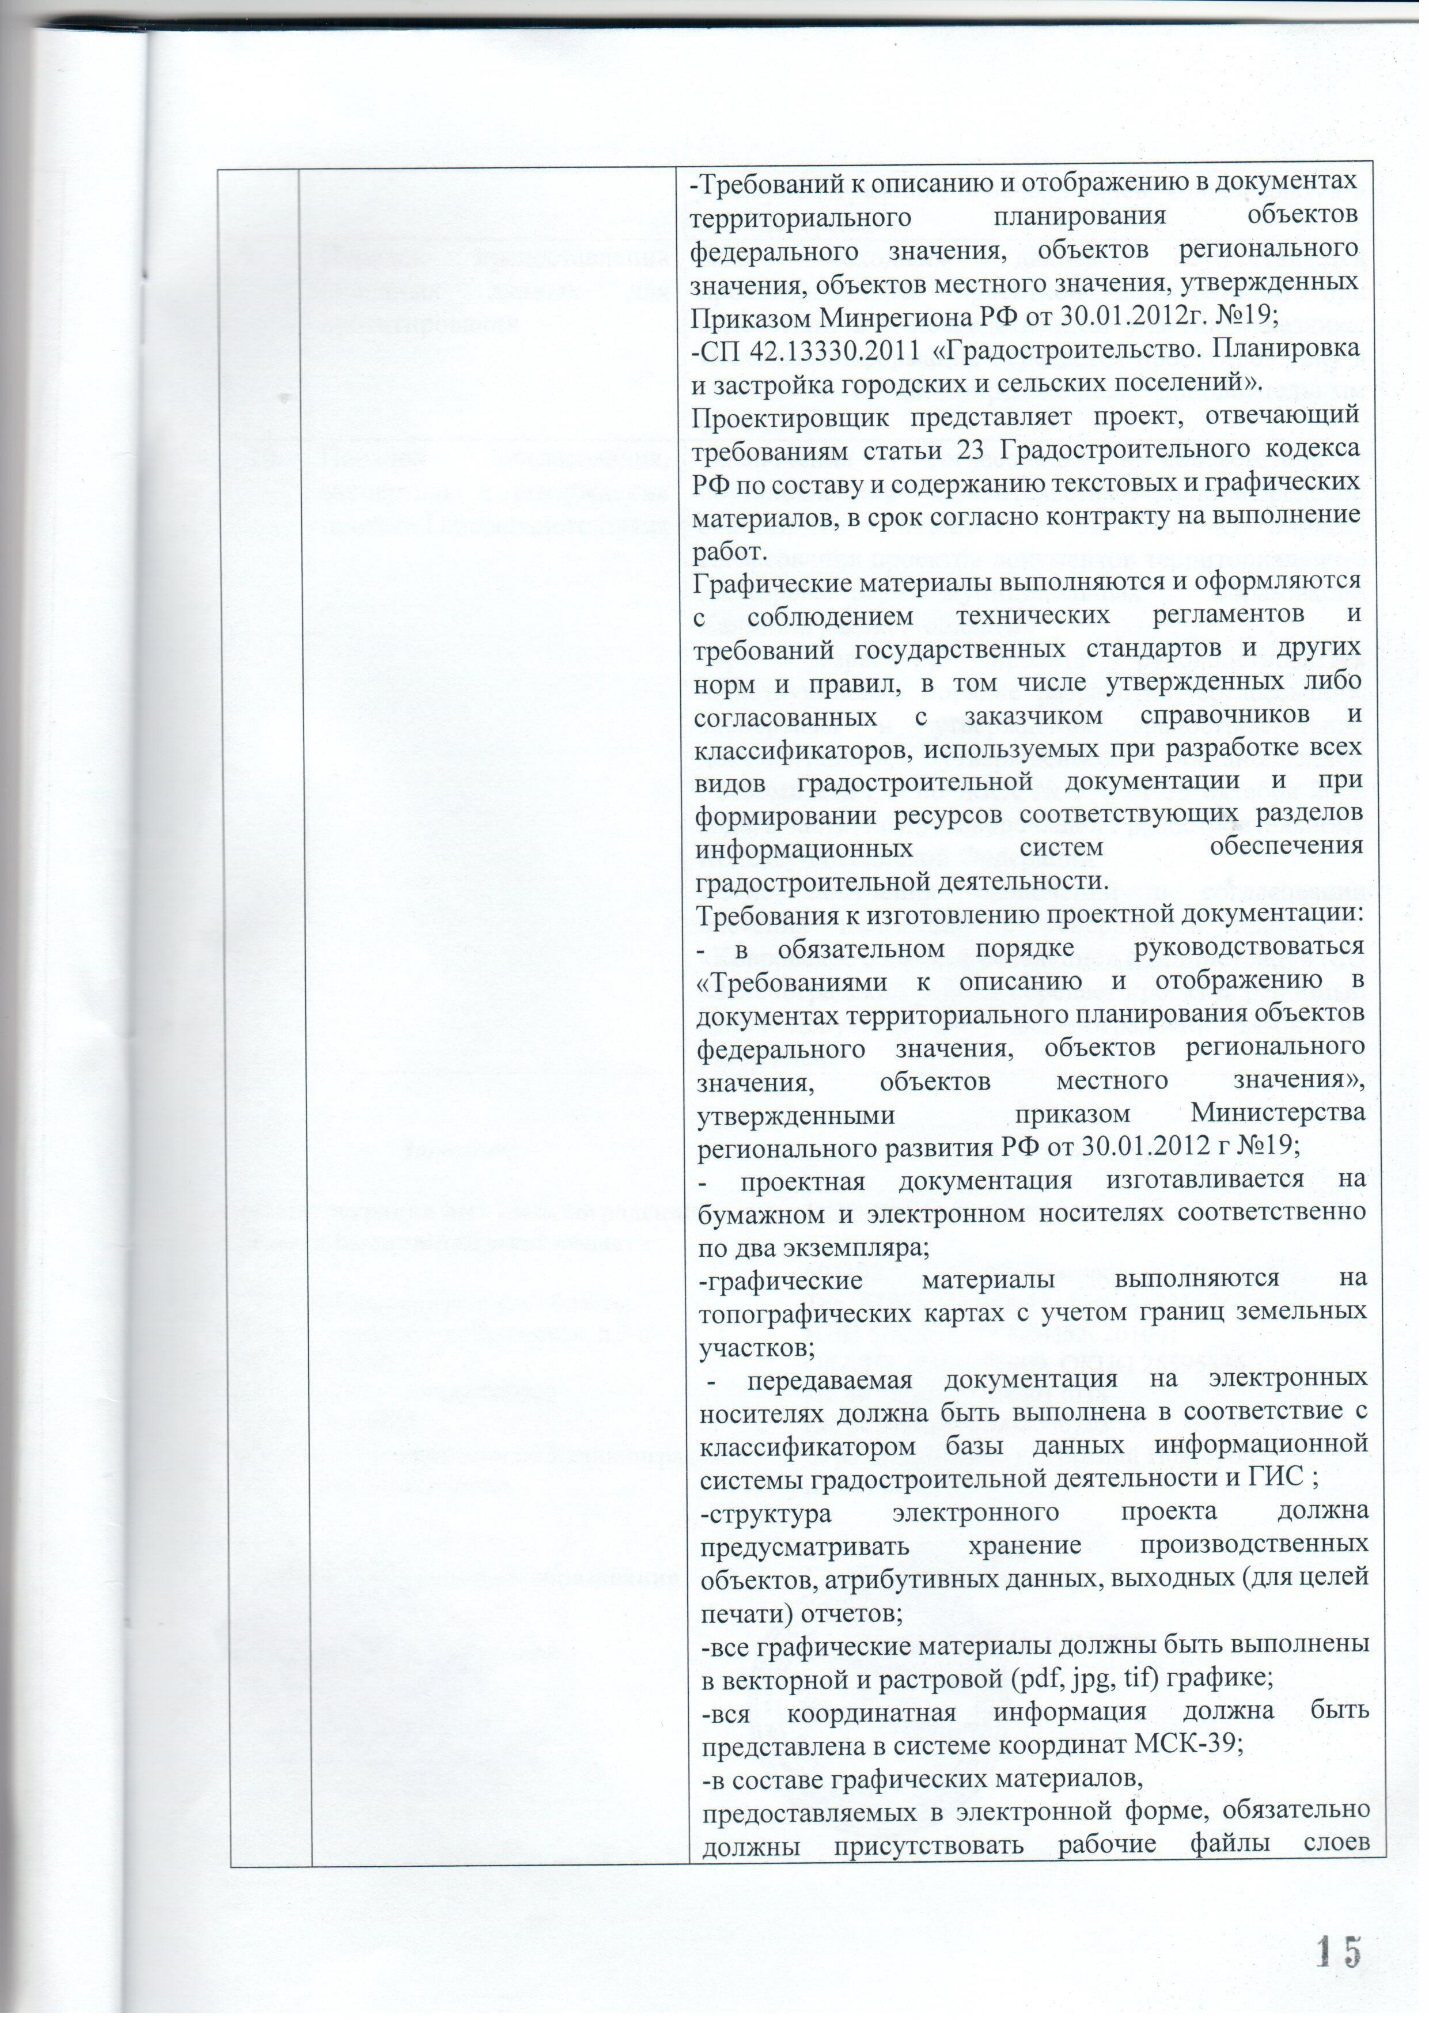 -Требований к описанию и отображению в документах
территориального планирования объектов
федерального значения, объектов регионального
значения, объектов местного значения, утвержденных
Приказом Минрегиона РФ от 30.01.2012г. №19;
-СП 42.13330.2011 «Градостроительство. Планировка
и застройка городских и сельских поселений».
Проектировщик представляет проект, отвечающий
требованиям статьи 23 Градостроительного кодекса
РФ по составу и содержанию текстовых и графических
материалов, в срок согласно контракту на выполнение
работ.
Графические материалы выполняются и оформляются
с соблюдением технических регламентов и
требований государственных стандартов и других
норм и правил, в том числе утвержденных либо
согласованных с заказчиком справочников и
классификаторов, используемых при разработке всех
видов градостроительной документации и при
формировании ресурсов соответствующих разделов
информационных систем обеспечения
градостроительной деятельности.
Требования к изготовлению проектной документации:
- в обязательном порядке руководствоваться
«Требованиями к описанию и отображению в
документах территориального планирования объектов
федерального значения, объектов регионального
значения, объектов местного значения»,
утвержденными приказом Министерства
регионального развития РФ от 30.01.2012 г №19;
- проектная документация изготавливается на
бумажном и электронном носителях соответственно
по два экземпляра;
-графические материалы выполняются на
топографических картах с учетом границ земельных
участков;
- передаваемая документация на электронных
носителях должна быть выполнена в соответствие с
классификатором базы данных информационной
системы градостроительной деятельности и ГИС ;
-структура электронного проекта должна
предусматривать хранение производственных
объектов, атрибутивных данных, выходных (для целей
печати) отчетов;
-все графические материалы должны быть выполнены
в векторной и растровой (pdf, jpg, tif) графике;
-вся координатная информация должна быть
представлена в системе координат МСК-39;
-в составе графических материалов,
предоставляемых в электронной форме, обязательно
должны присутствовать рабочие файлы слоев
15